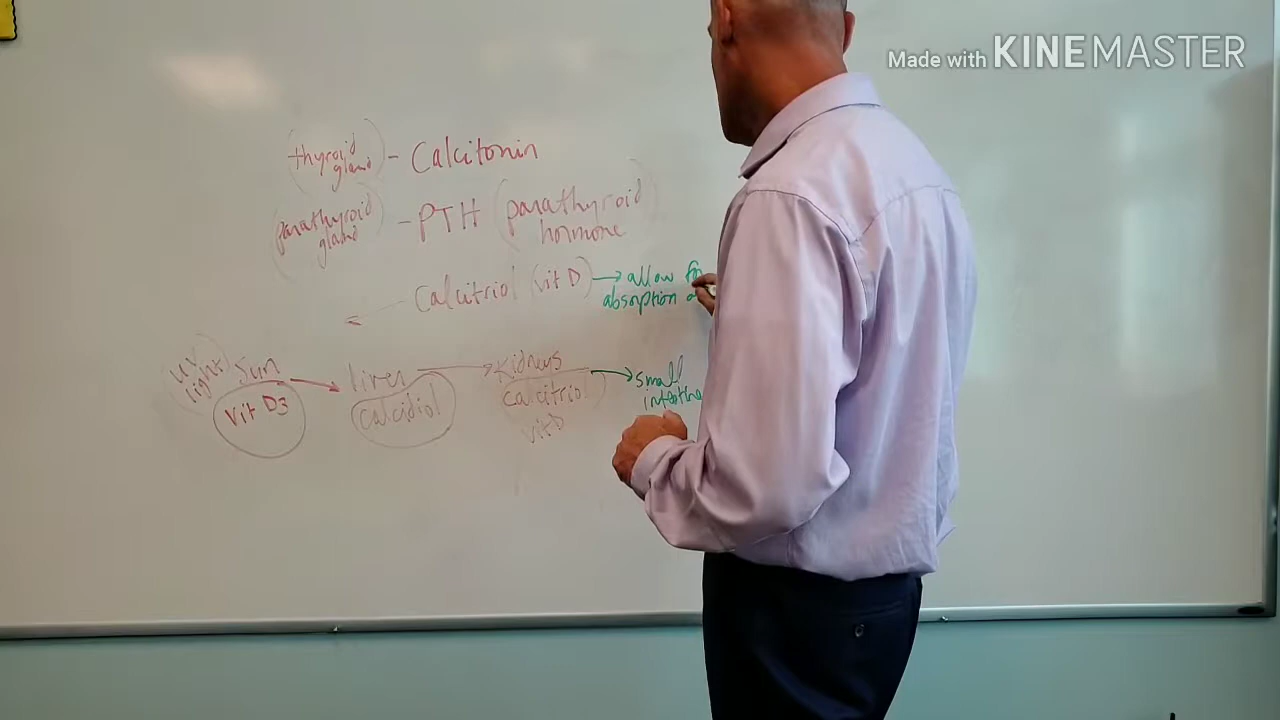 Made with KINEMASTER
(thyroid gland) - Calcitonin
(parathyroid gland) - PTH (parathyroid hormone
Calcitriol (vit D) → allow for
absorption
(uv light) Sun → liver → Kidneys → small intestine
Vit D3 calcidiol calcitriol
vit D